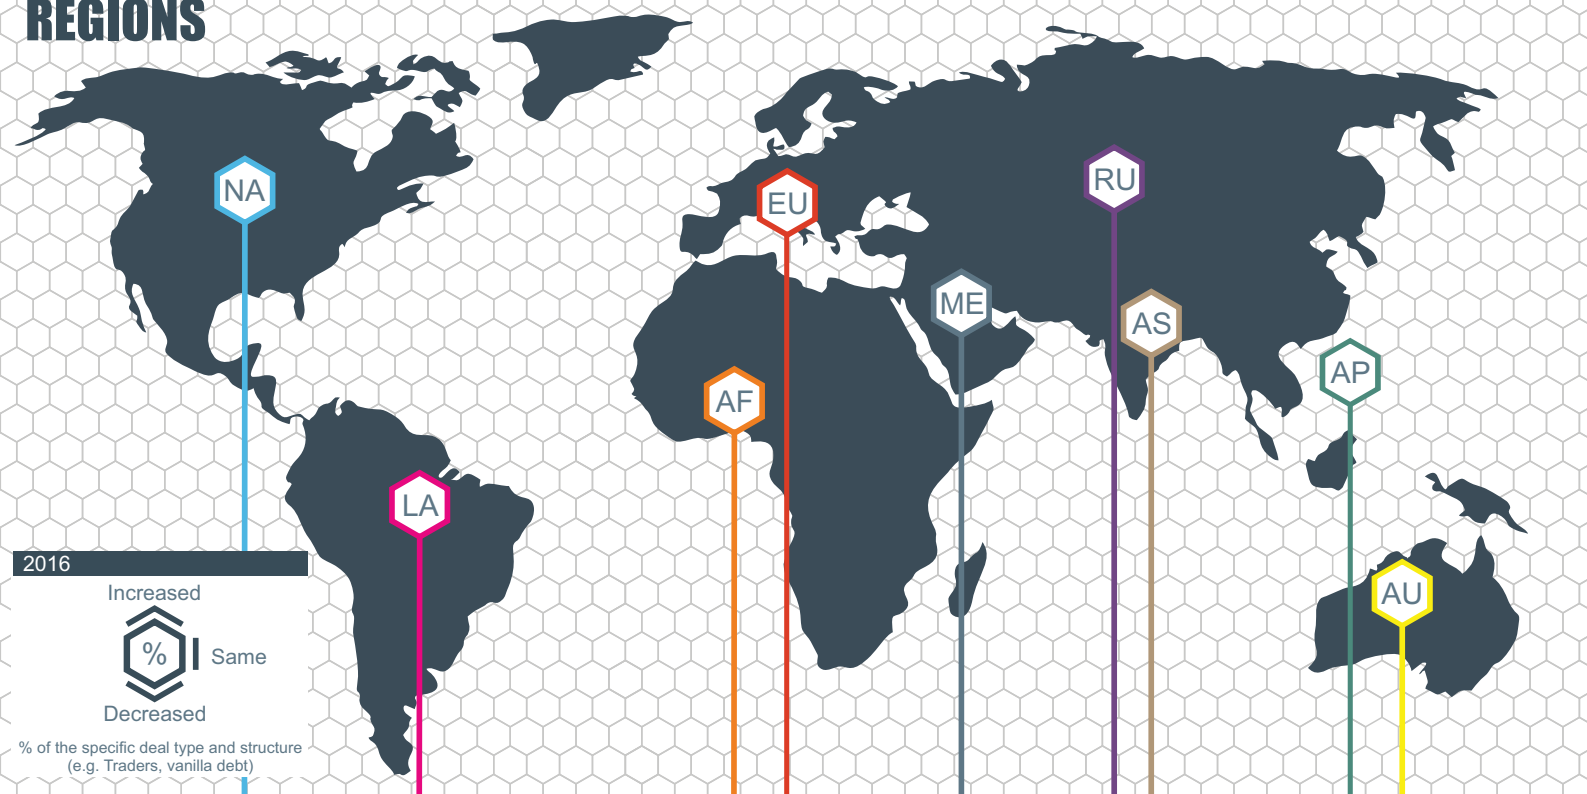 REGIONS
NA
EU
RU
ME
AS
AP
AF
LA
AU
2016
Increased
%
Same
Decreased
% of the specific deal type and structure
(e.g. Traders, vanilla debt)